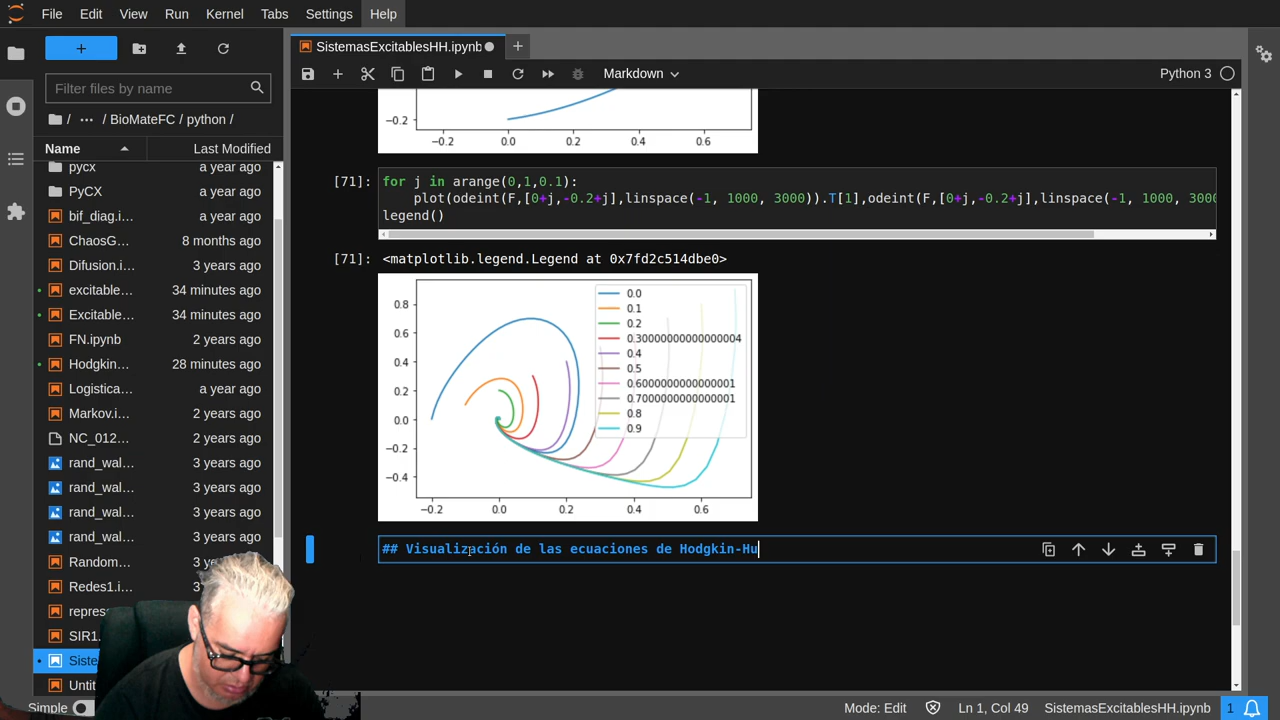 File Edit View Run Kernel Tabs Settings Help
SistemasExcitablesHH.ipynb
Filter files by name
Markdown
Python 3
/ ··· / BioMateFC / python /
Name Last Modified
pycx a year ago
PyCX a year ago
bif_diag.i… a year ago
ChaosG… 8 months ago
Difusion.i… 3 years ago
excitable… 34 minutes ago
Excitable… 34 minutes ago
FN.ipynb 2 years ago
Hodgkin… 28 minutes ago
Logistica… a year ago
Markov.i… 2 years ago
NC_012… 2 years ago
rand_wal… 3 years ago
rand_wal… 3 years ago
rand_wal… 3 years ago
rand_wal… 3 years ago
Random…
Redes1.i…
repres
SIR1.
Siste
Untit
−0.2
−0.2 0.0 0.2 0.4 0.6
[71]: for j in arange(0,1,0.1):
plot(odeint(F,[0+j,-0.2+j],linspace(-1, 1000, 3000)).T[1],odeint(F,[0+j,-0.2+j],linspace(-1, 1000, 3000
legend()
[71]: <matplotlib.legend.Legend at 0x7fd2c514dbe0>
0.8
0.6
0.4
0.2
0.0
−0.2
−0.4
−0.2 0.0 0.2 0.4 0.6
0.0
0.1
0.2
0.30000000000000004
0.4
0.5
0.6000000000000001
0.7000000000000001
0.8
0.9
## Visualización de las ecuaciones de Hodgkin-Hu
Simple
Mode: Edit
Ln 1, Col 49
SistemasExcitablesHH.ipynb
1